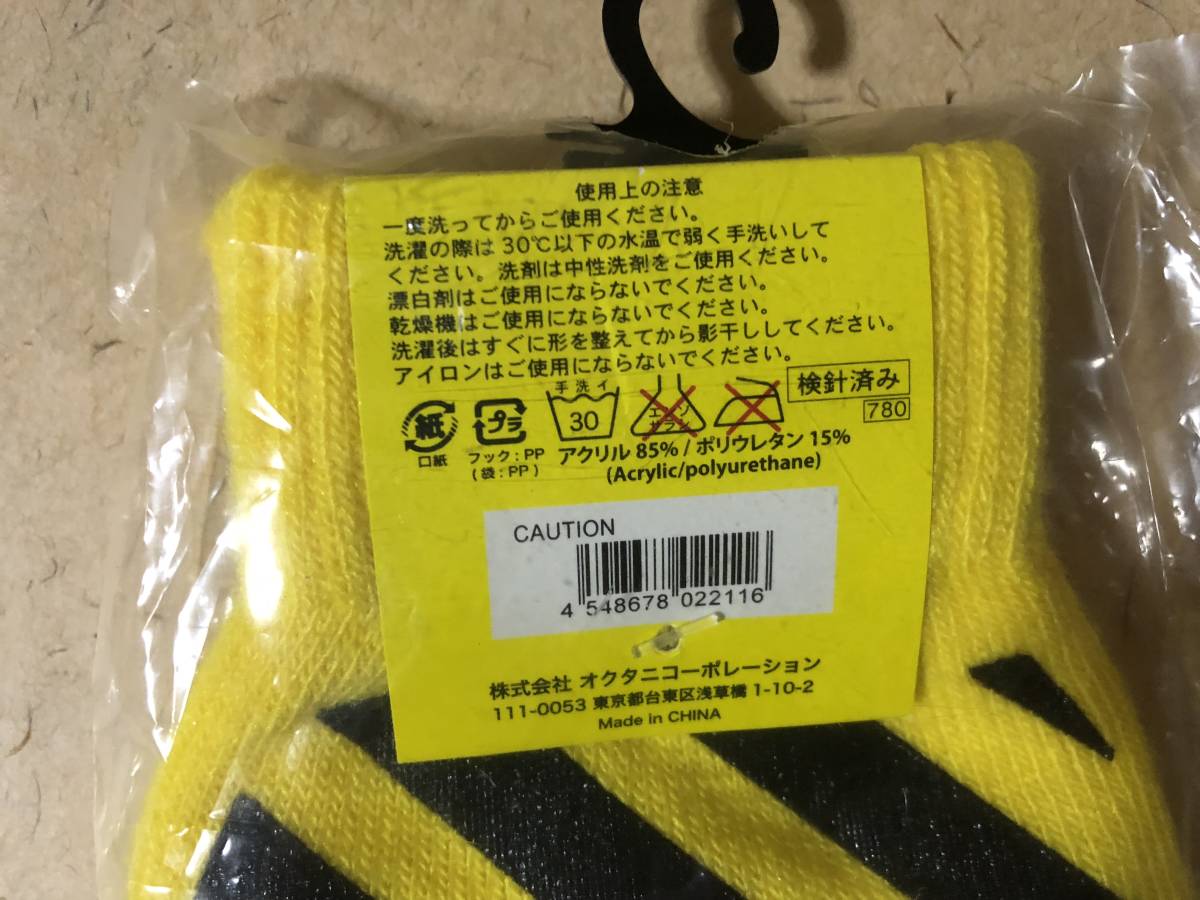 使用上の注意
一度洗ってからご使用ください。
洗濯の際は30℃以下の水温で弱く手洗いして
ください。洗剤は中性洗剤をご使用ください。
漂白剤はご使用にならないでください。
乾燥機はご使用にならないでください。
洗濯後はすぐに形を整えてから影干ししてください。
アイロンはご使用にならないでください。
紙
口紙
プラ
フック:PP
(袋:PP)
手洗イ
30
エンソ
サラシ
検針済み
780
アクリル 85% / ポリウレタン 15%
(Acrylic/polyurethane)
CAUTION
4 548678 022116
株式会社 オクタニコーポレーション
111-0053 東京都台東区浅草橋 1-10-2
Made in CHINA